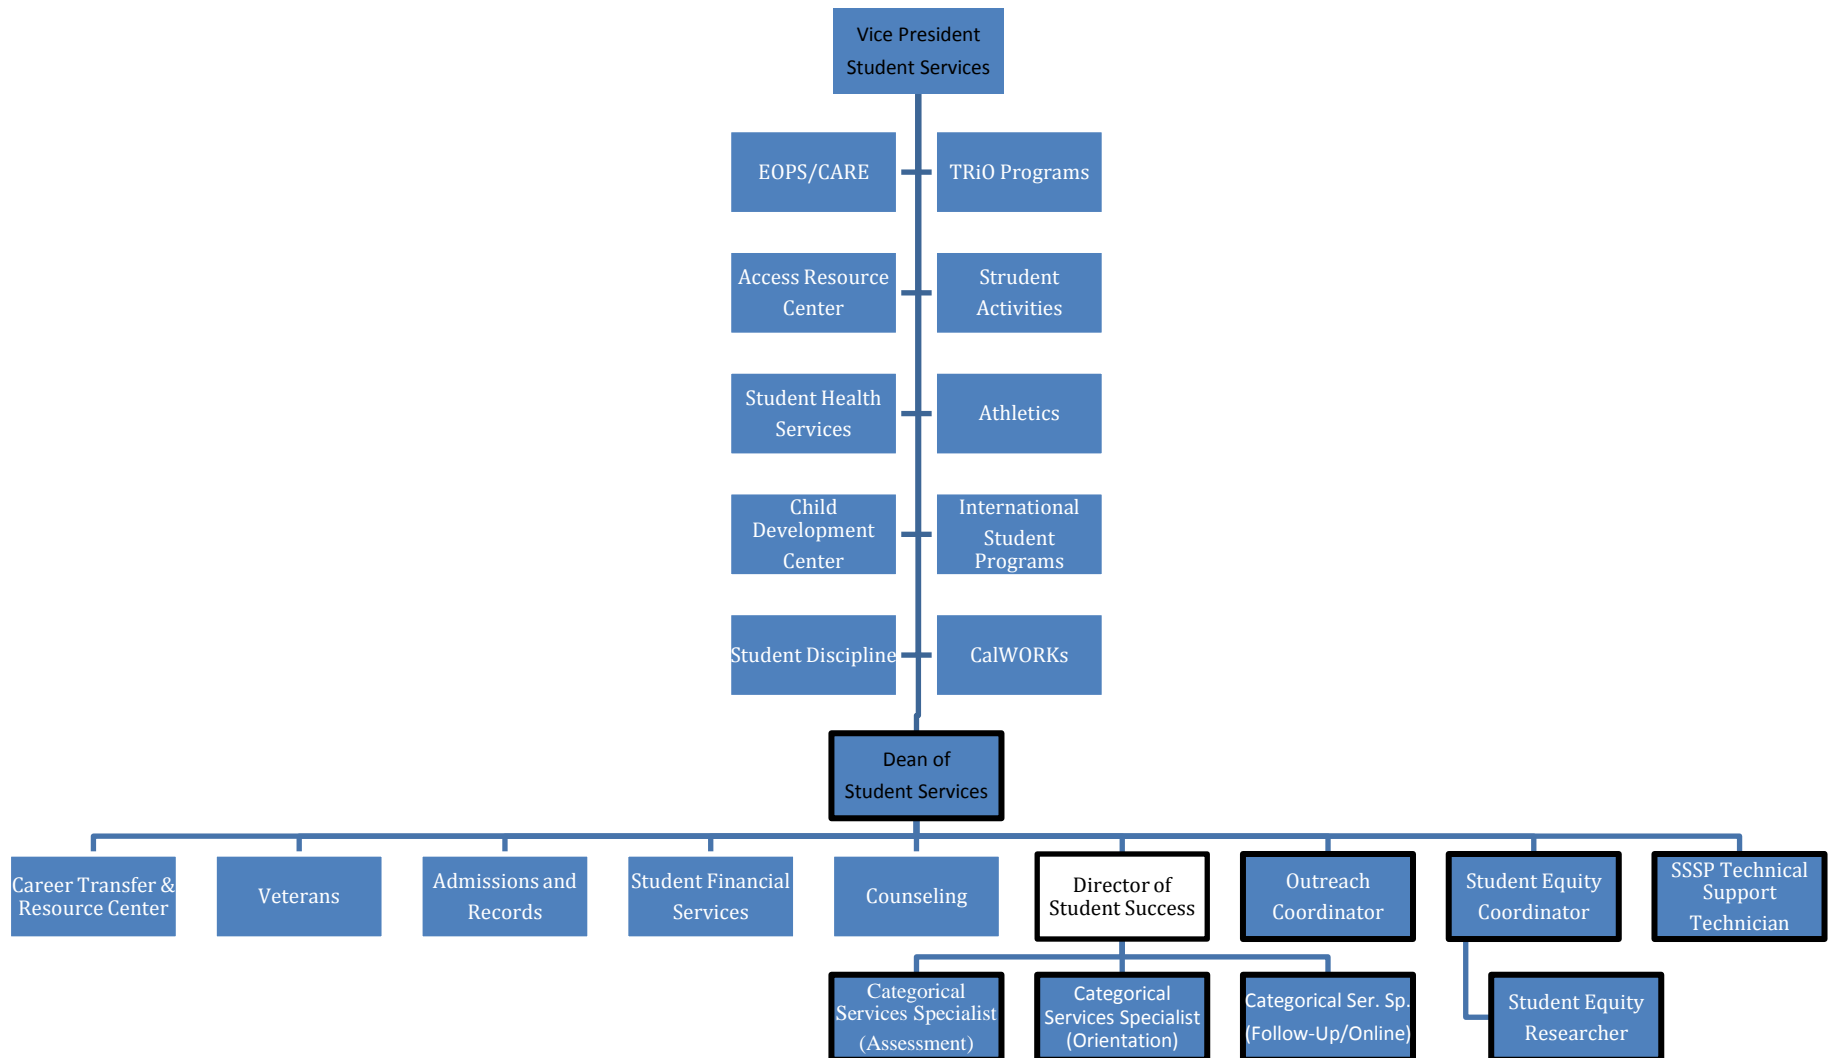 Vice President
Student Services
EOPS/CARE
TRiO Programs
Access Resource
Center
Strudent
Activities
Student Health
Services
Athletics
Child
Development
Center
International
Student
Programs
Student Discipline
CalWORKs
Dean of
Student Services
Career Transfer &
Resource Center
Veterans
Admissions and
Records
Student Financial
Services
Counseling
Director of
Student Success
Outreach
Coordinator
Student Equity
Coordinator
SSSP Technical
Support
Technician
Categorical
Services Specialist
(Assessment)
Categorical
Services Specialist
(Orientation)
Categorical Ser. Sp.
(Follow-Up/Online)
Student Equity
Researcher